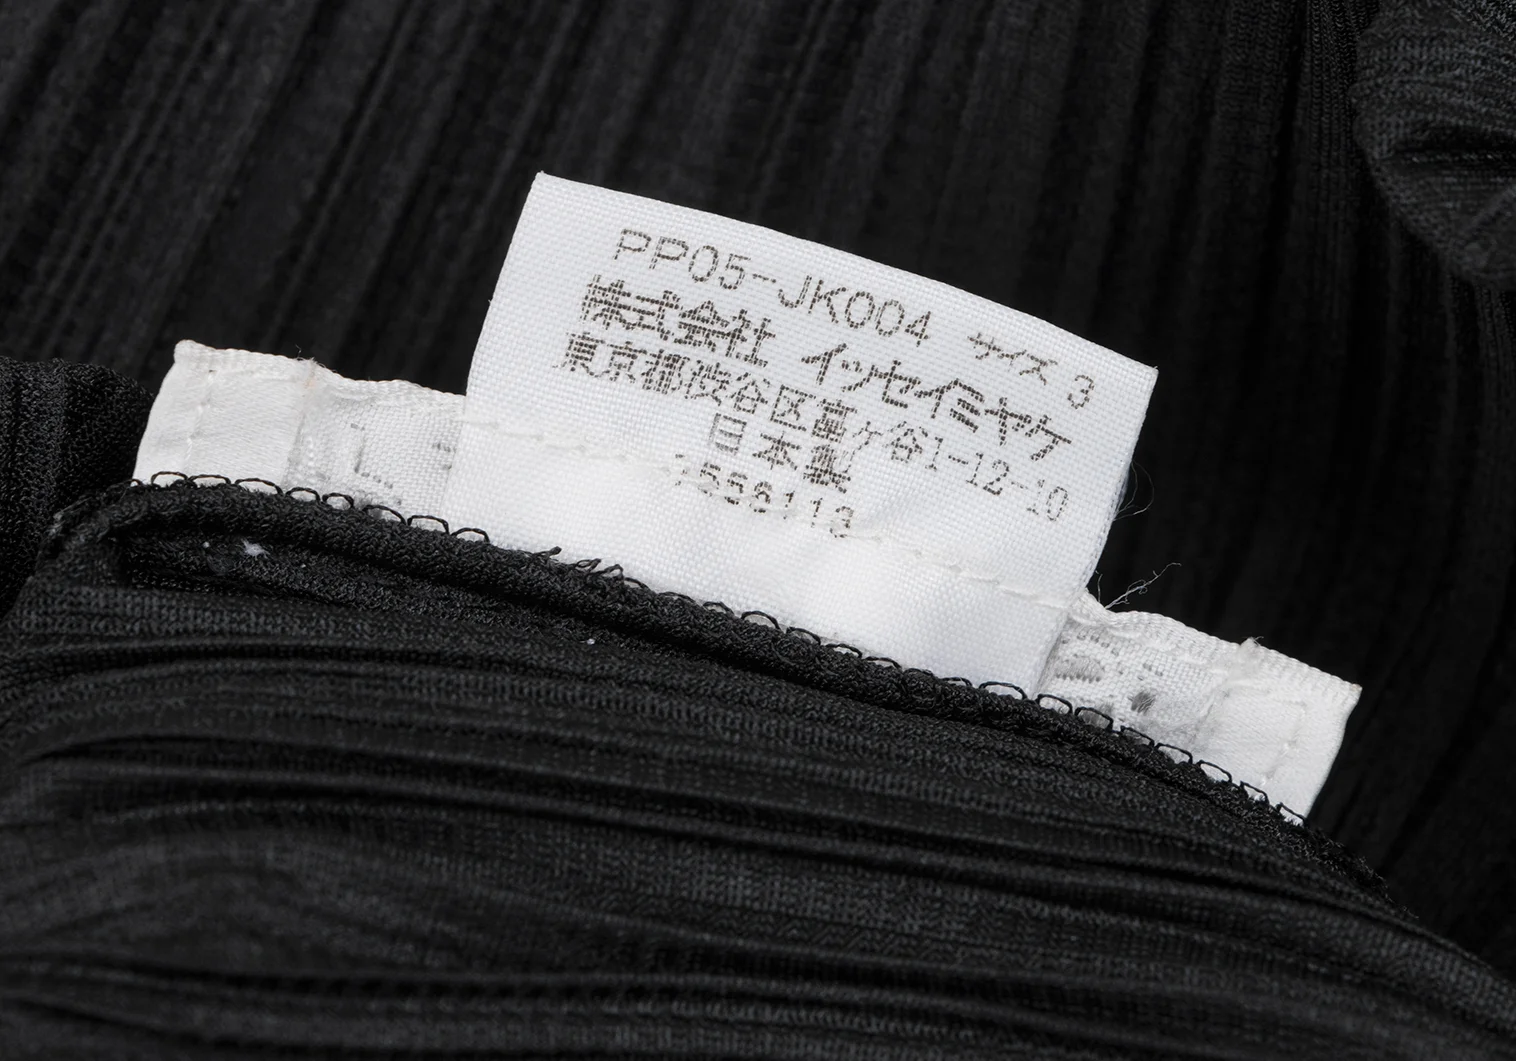 PP05-JK004 サイズ 3
株式会社 イッセイミヤケ
東京都渋谷区富ヶ谷1-12-10
日本製